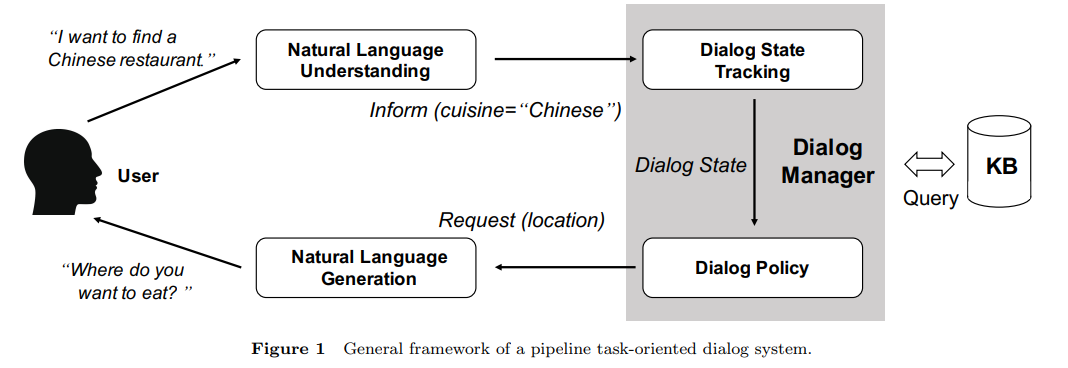 “I want to find a
Chinese restaurant.”
Natural Language
Understanding
Inform (cuisine=“Chinese”)
Dialog State
Tracking
Dialog State
Dialog
Manager
Query
KB
User
Request (location)
Dialog Policy
Natural Language
Generation
“Where do you
want to eat? ”
Figure 1 General framework of a pipeline task-oriented dialog system.